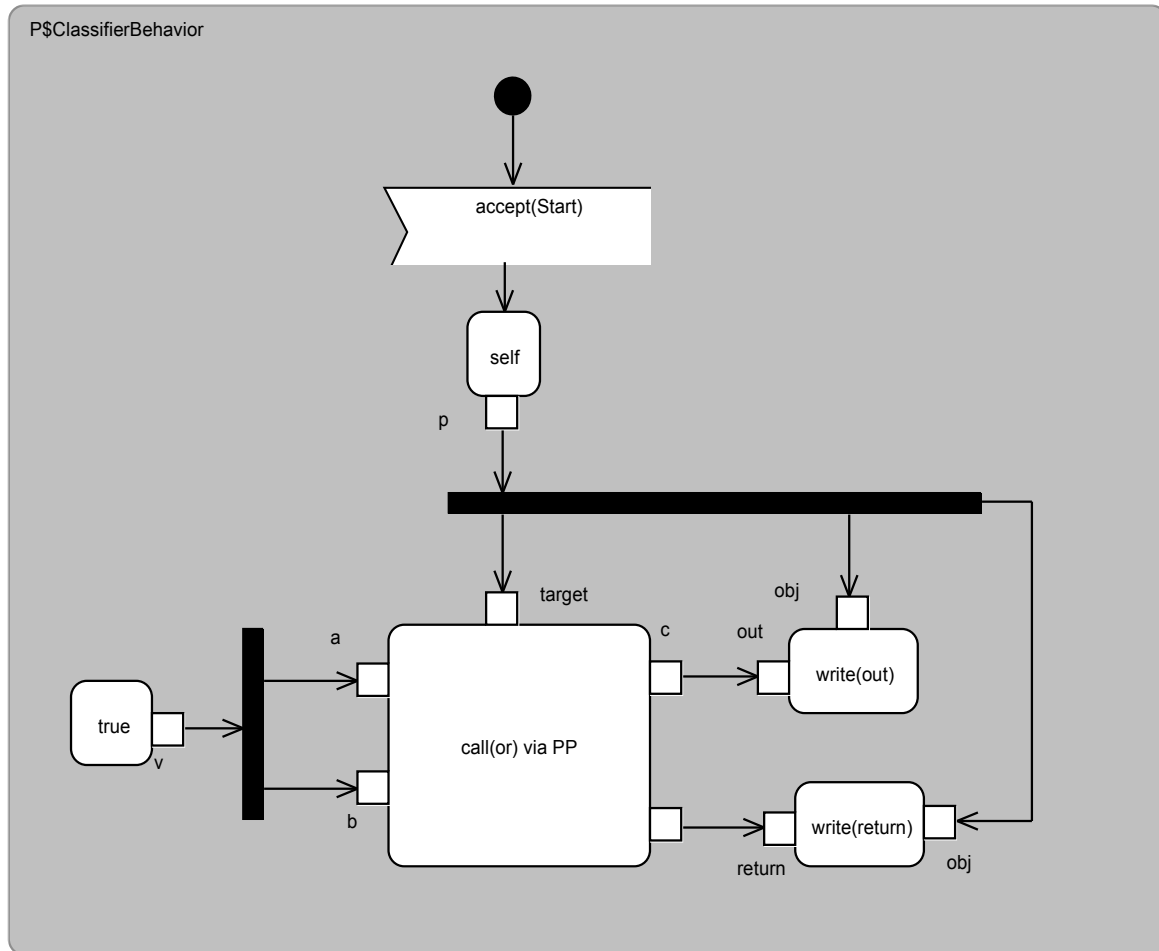 P$ClassifierBehavior
accept(Start)
self
p
target
obj
a
c
out
true
v
write(out)
call(or) via PP
b
write(return)
return
obj